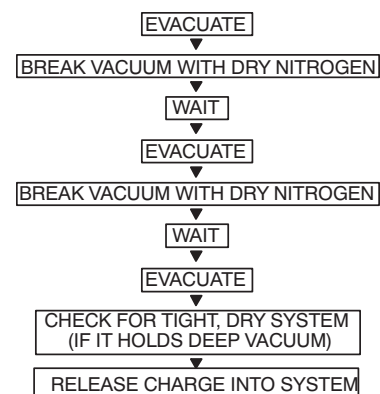 EVACUATE
BREAK VACUUM WITH DRY NITROGEN
WAIT
EVACUATE
BREAK VACUUM WITH DRY NITROGEN
WAIT
EVACUATE
CHECK FOR TIGHT, DRY SYSTEM
(IF IT HOLDS DEEP VACUUM)
RELEASE CHARGE INTO SYSTEM